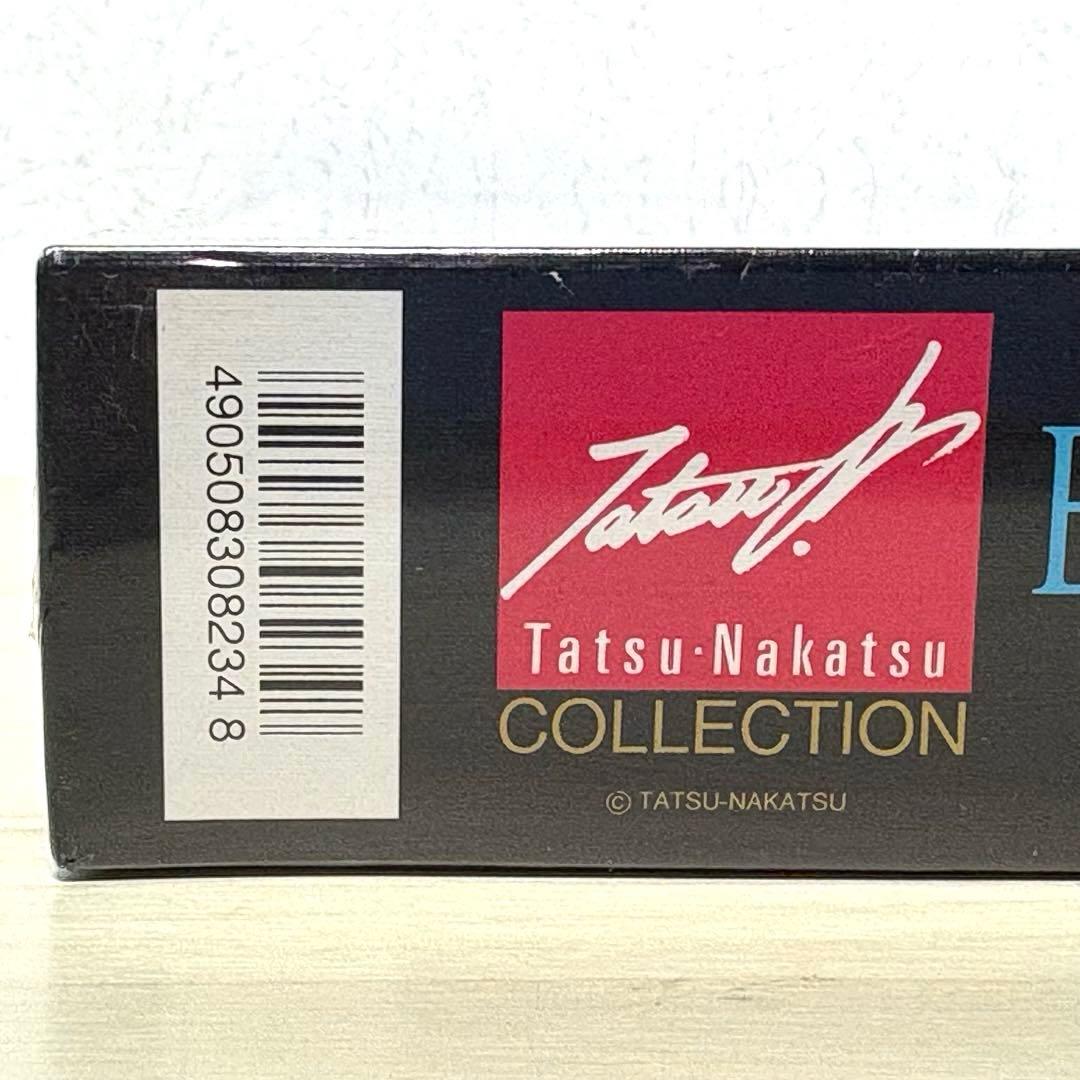 4905083082348
Tatsu N.
Tatsu·Nakatsu
COLLECTION
© TATSU-NAKATSU
E